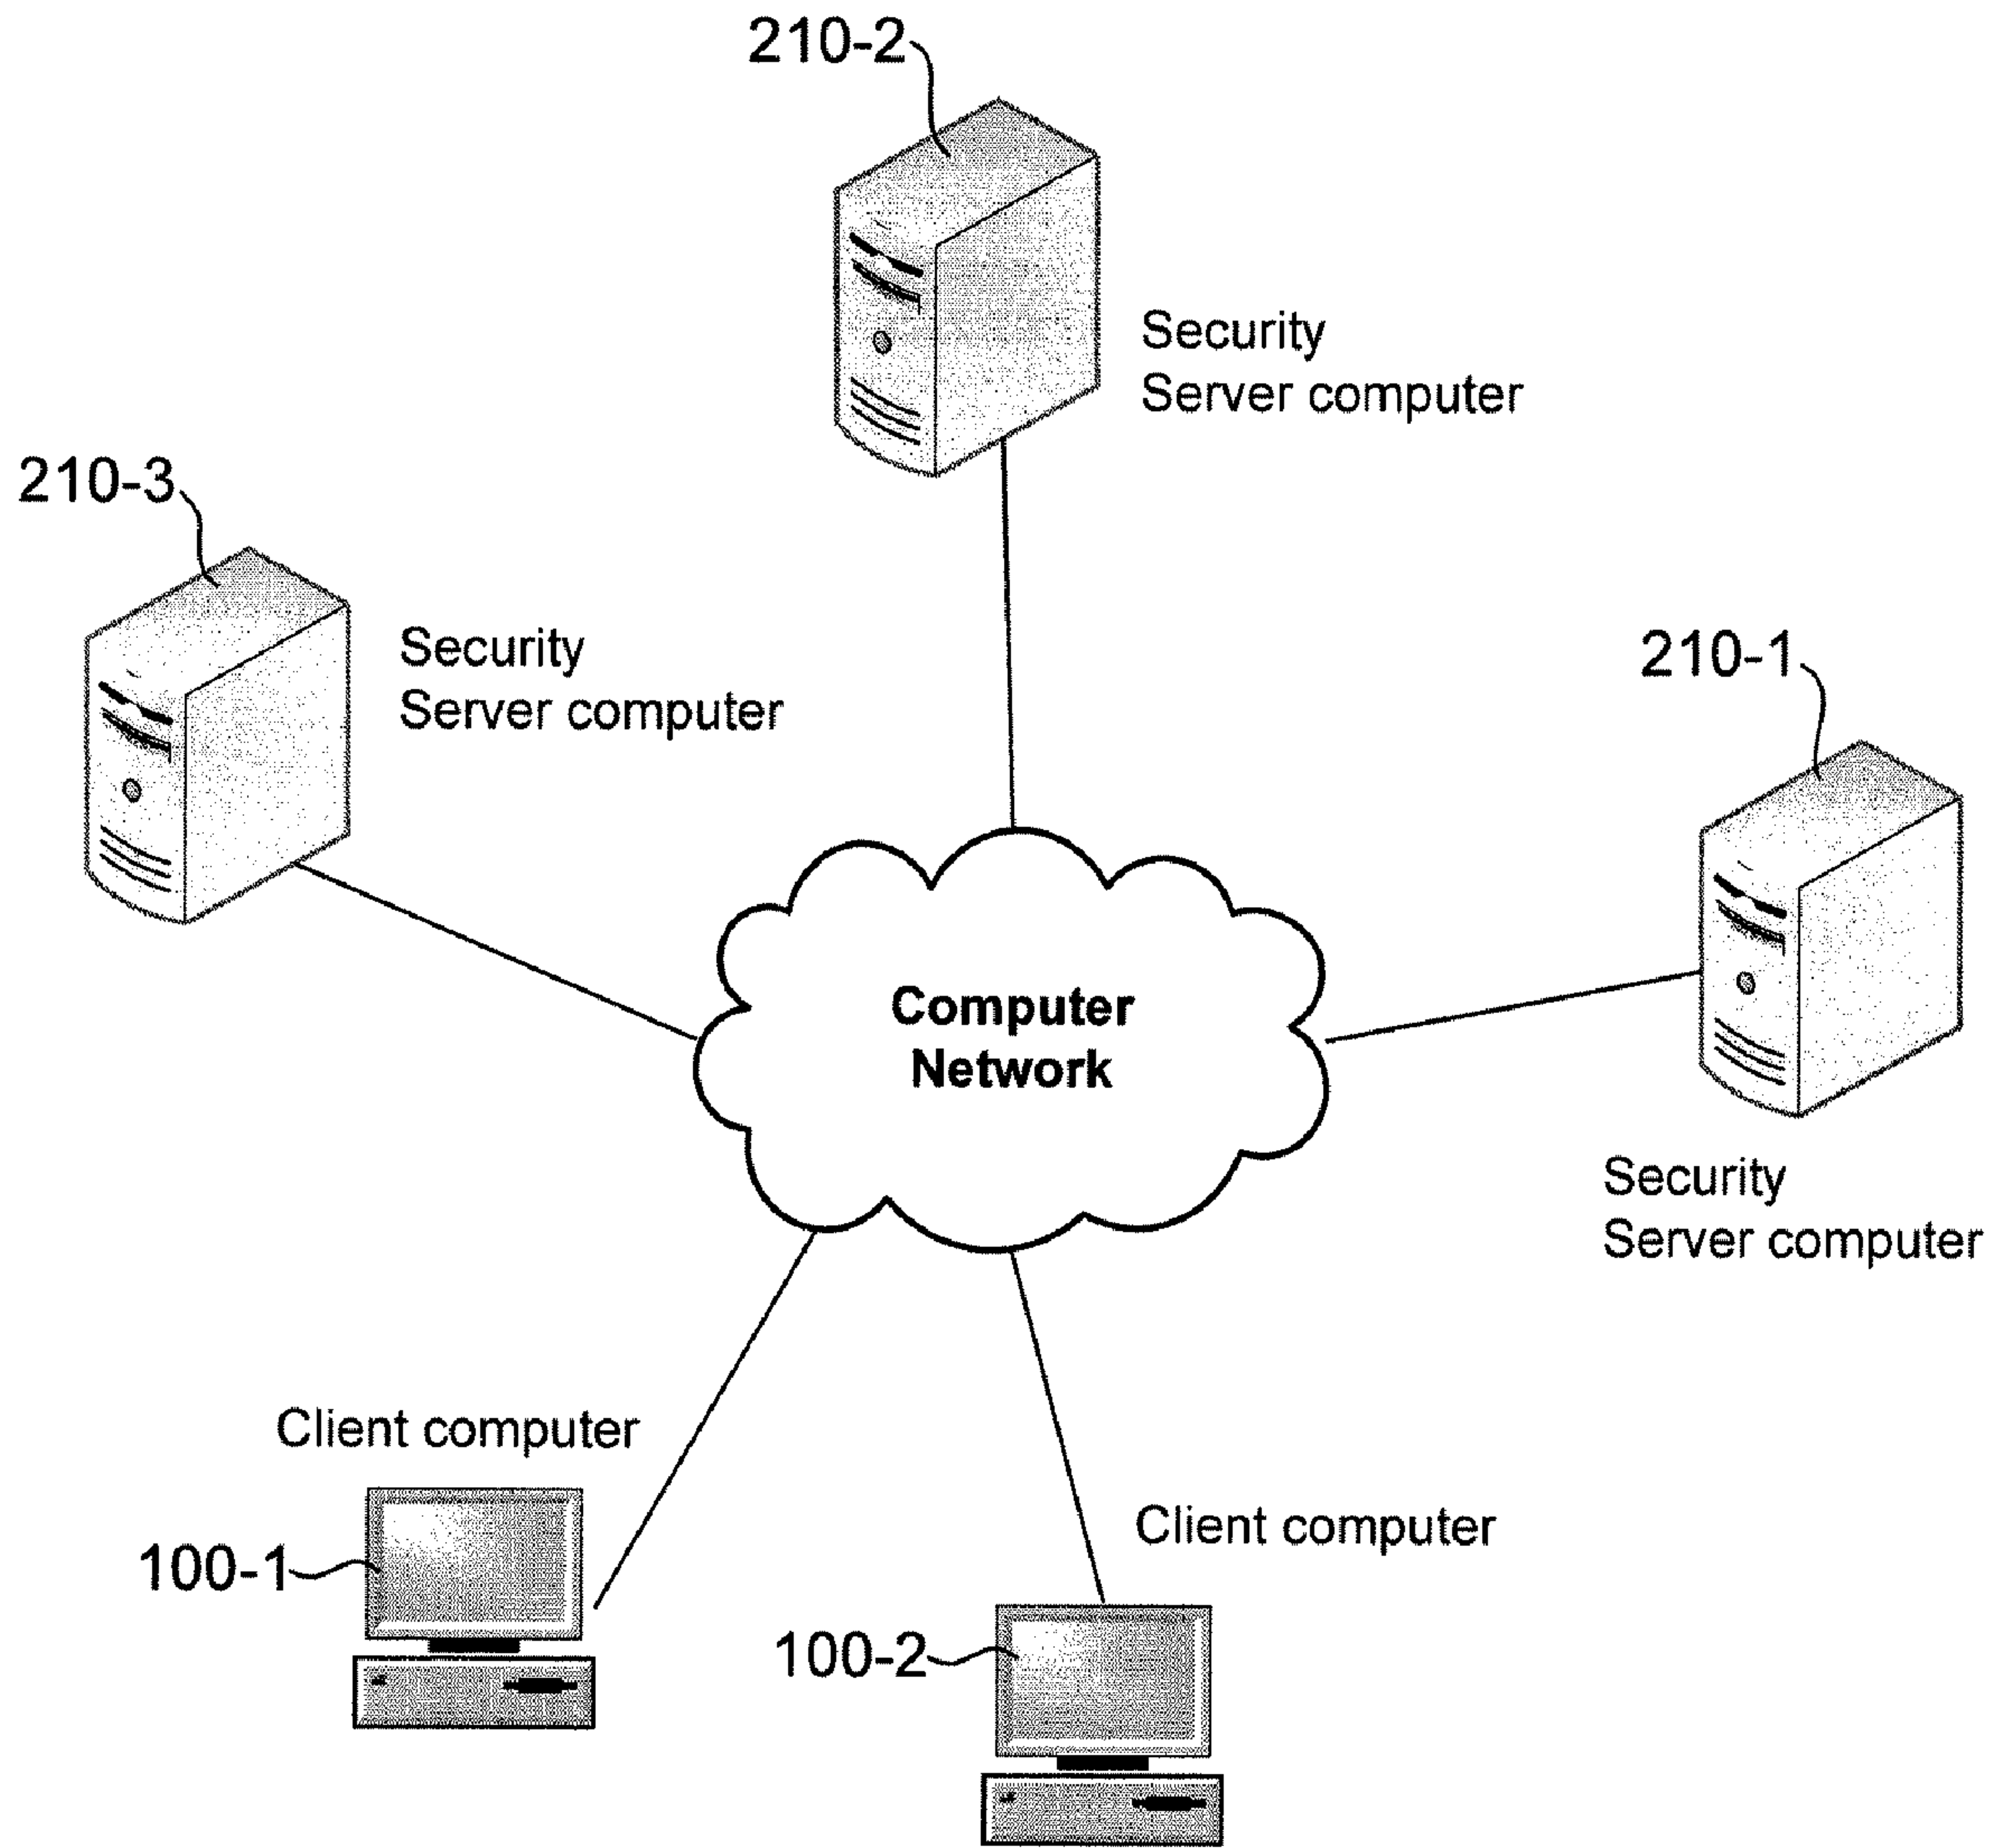 210-2
Security
Server computer
210-3
Security
Server computer
210-1
Computer
Network
Security
Server computer
Client computer
100-1
Client computer
100-2